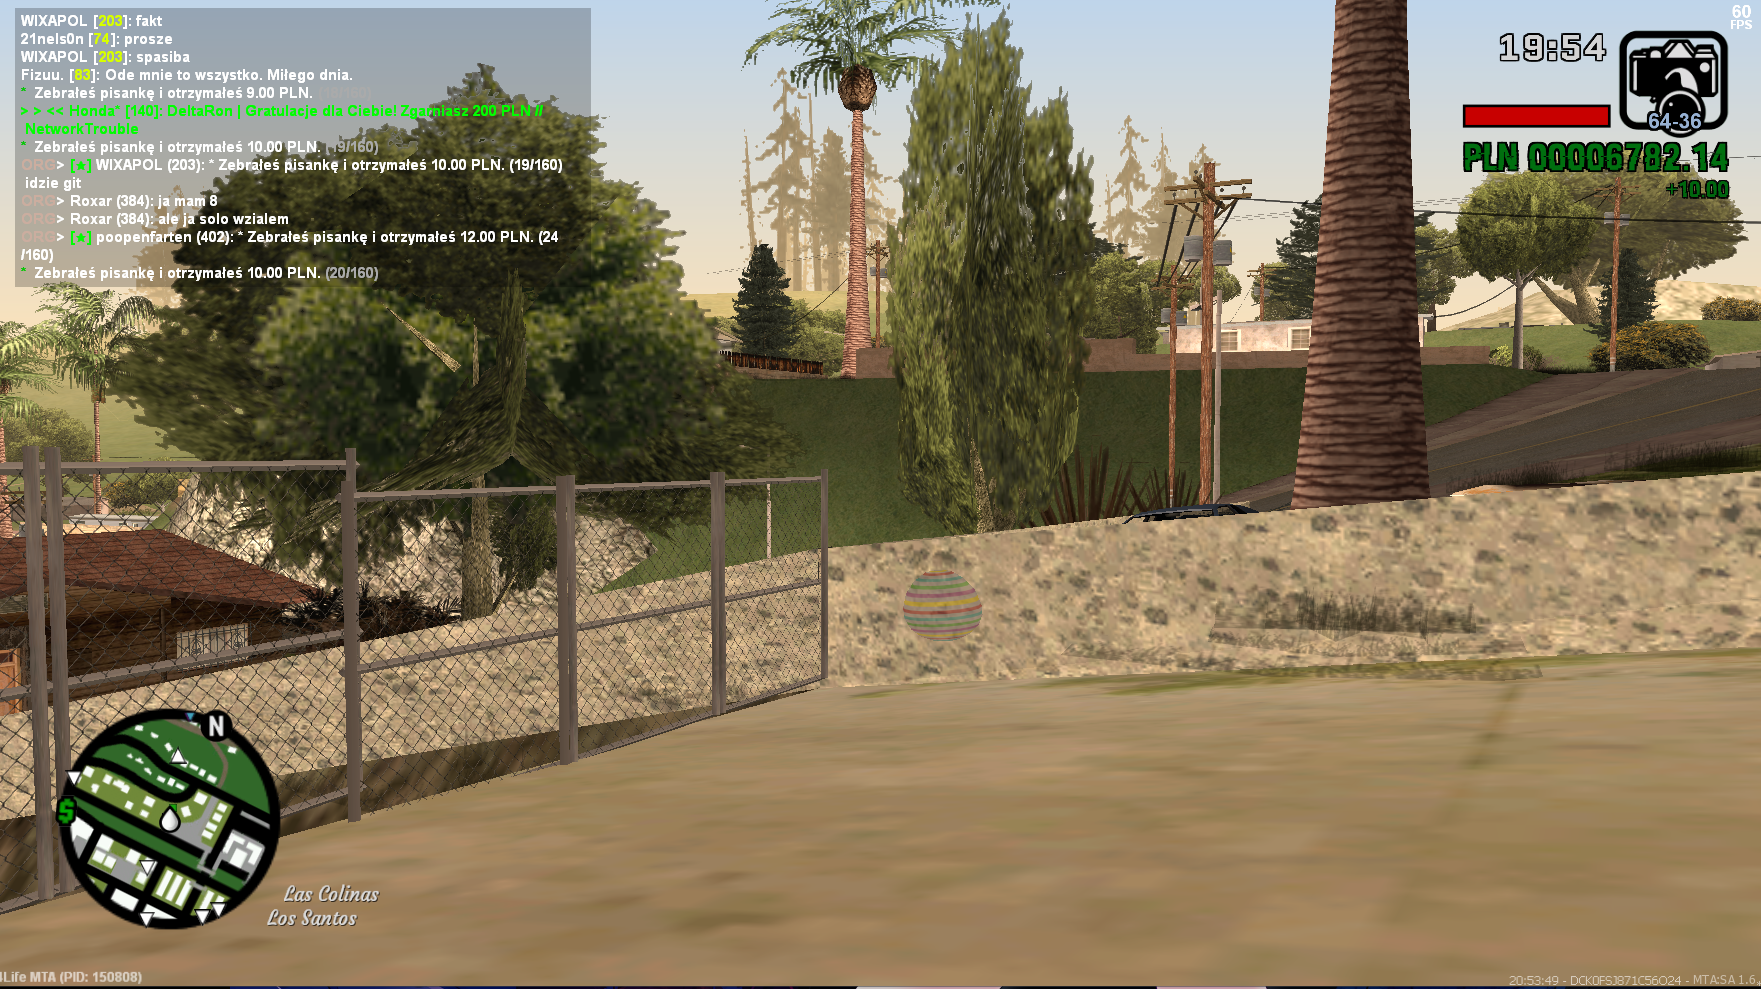 WIXAPOL [203]: fakt
21nels0n [74]: prosze
WIXAPOL [203]: spasiba
Fizuu. [83]: Ode mnie to wszystko. Miłego dnia.
* Zebrałeś pisankę i otrzymałeś 9.00 PLN.
> > << Honda* [140]: DeltaRon | Gratulacje dla Ciebie! Zgarniasz 200 PLN //
NetworkTrouble
* Zebrałeś pisankę i otrzymałeś 10.00 PLN. (19/160)
ORG> [★] WIXAPOL (203): * Zebrałeś pisankę i otrzymałeś 10.00 PLN. (19/160)
idzie git
ORG> Roxar (384): ja mam 8
ORG> Roxar (384): ale ja solo wzialem
ORG> [★] poopenfarten (402): * Zebrałeś pisankę i otrzymałeś 12.00 PLN. (24
/160)
* Zebrałeś pisankę i otrzymałeś 10.00 PLN. (20/160)
60
FPS
19:54
64-36
PLN 00006782.14
+10.00
N
$
Las Colinas
Los Santos
4Life MTA (PID: 150808)
20:53:49 - DCK0FSJ871C56O24 - MTA:SA 1.6